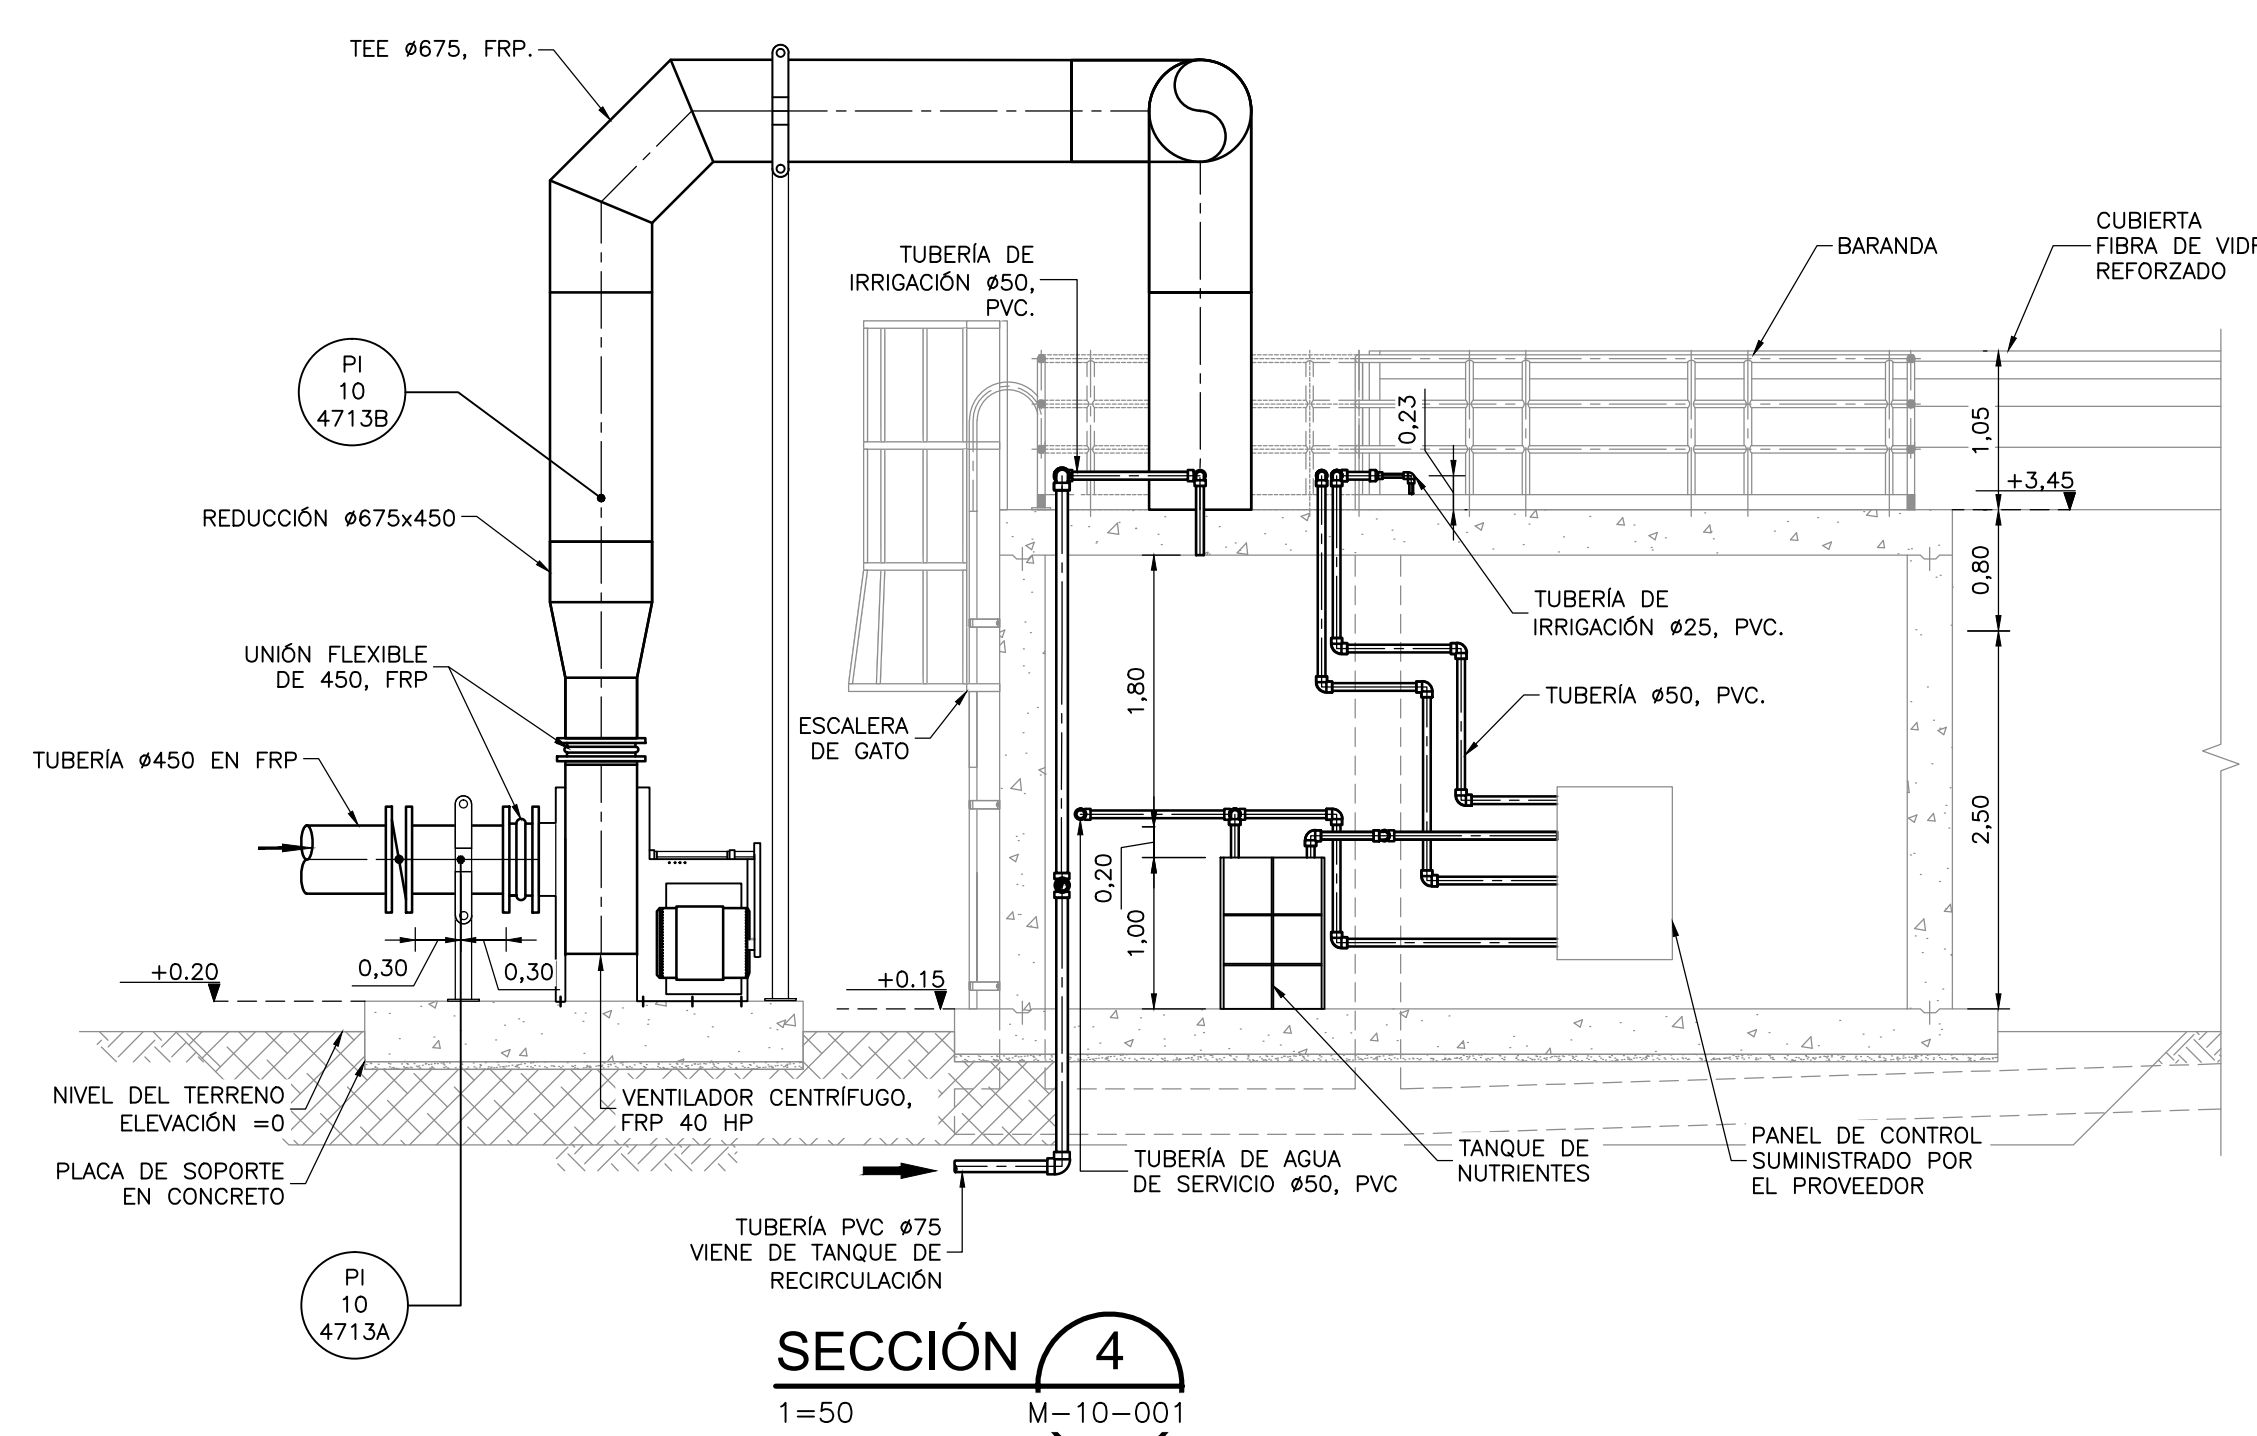 TEE ø675, FRP.
CUBIERTA
FIBRA DE VIDR
REFORZADO
BARANDA
TUBERÍA DE
IRRIGACIÓN ø50,
PVC.
PI
10
4713B
0,23
1,05
+3,45
REDUCCIÓN ø675x450
0,80
TUBERÍA DE
IRRIGACIÓN ø25, PVC.
UNIÓN FLEXIBLE
DE 450, FRP
1,80
TUBERÍA ø50, PVC.
ESCALERA
DE GATO
TUBERÍA ø450 EN FRP
2,50
0,20
1,00
0,30
0,30
+0.20
+0.15
NIVEL DEL TERRENO
ELEVACIÓN =0
VENTILADOR CENTRÍFUGO,
FRP 40 HP
PLACA DE SOPORTE
EN CONCRETO
TUBERÍA DE AGUA
DE SERVICIO ø50, PVC
TANQUE DE
NUTRIENTES
PANEL DE CONTROL
SUMINISTRADO POR
EL PROVEEDOR
TUBERÍA PVC ø75
VIENE DE TANQUE DE
RECIRCULACIÓN
PI
10
4713A
SECCIÓN 4
1=50 M-10-001